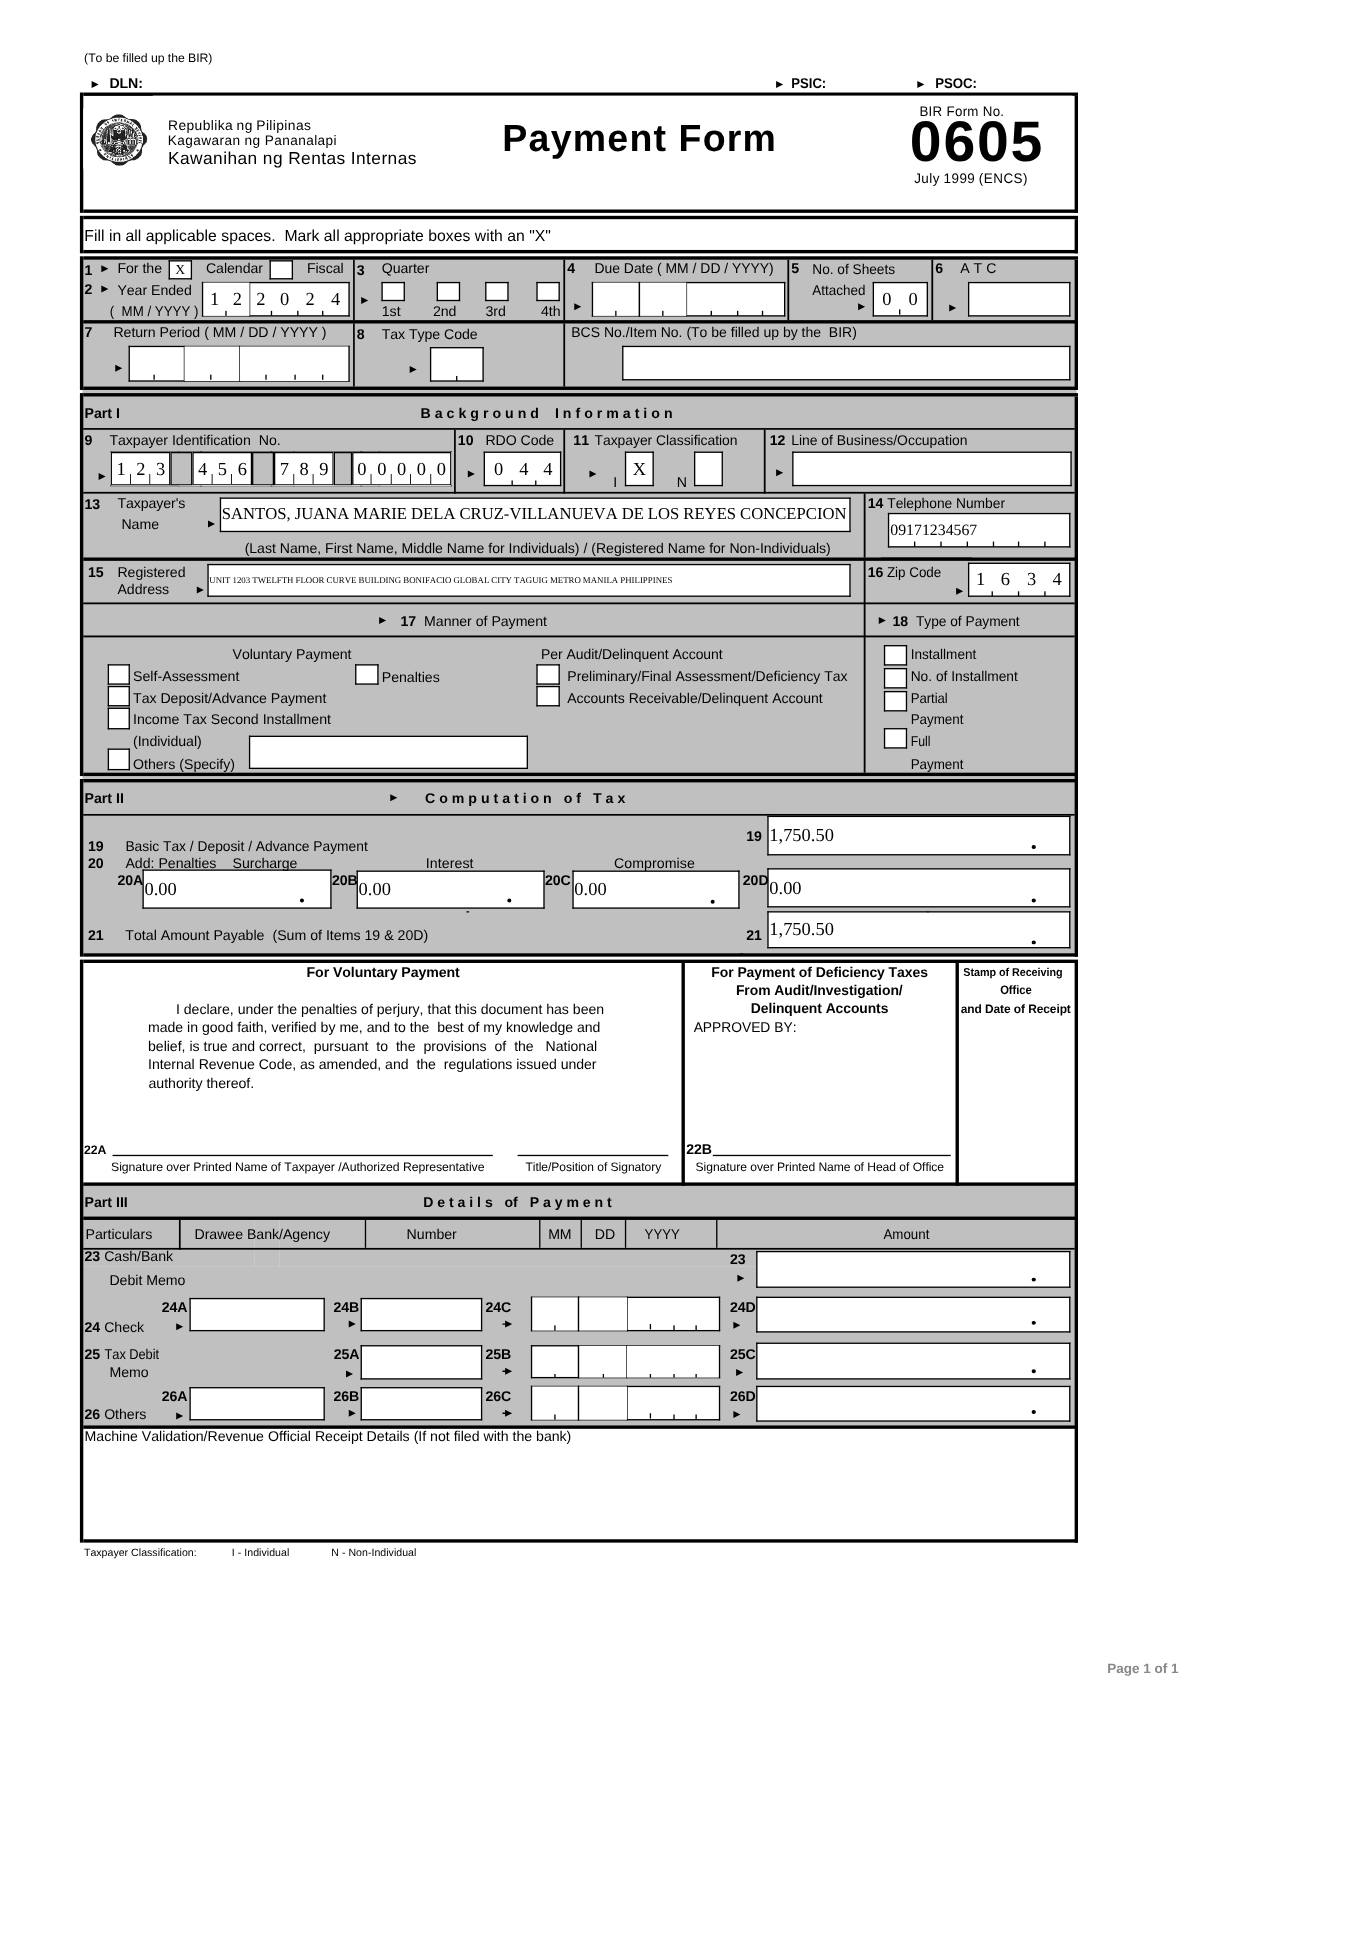 (To be filled up the BIR)
► DLN: ► PSIC: ► PSOC:
BIR Form No.
Republika ng Pilipinas
Kagawaran ng Pananalapi
Kawanihan ng Rentas Internas
Payment Form
0605
July 1999 (ENCS)
Fill in all applicable spaces. Mark all appropriate boxes with an "X"
1 ► For the X Calendar Fiscal
2 ► Year Ended
( MM / YYYY ) 1 2 2 0 2 4
3 Quarter
►
1st 2nd 3rd 4th
4 Due Date ( MM / DD / YYYY)
►
5 No. of Sheets
Attached
► 0 0
6 A T C
►
7 Return Period ( MM / DD / YYYY )
►
8 Tax Type Code
►
BCS No./Item No. (To be filled up by the BIR)
Part I Background Information
9 Taxpayer Identification No.
► 1 2 3 4 5 6 7 8 9 0 0 0 0 0
10 RDO Code
► 0 4 4
11 Taxpayer Classification
► I X N
12 Line of Business/Occupation
►
13 Taxpayer's
Name ► SANTOS, JUANA MARIE DELA CRUZ-VILLANUEVA DE LOS REYES CONCEPCION
(Last Name, First Name, Middle Name for Individuals) / (Registered Name for Non-Individuals)
14 Telephone Number
09171234567
15 Registered
Address ► UNIT 1203 TWELFTH FLOOR CURVE BUILDING BONIFACIO GLOBAL CITY TAGUIG METRO MANILA PHILIPPINES
16 Zip Code
► 1 6 3 4
► 17 Manner of Payment
► 18 Type of Payment
Voluntary Payment Per Audit/Delinquent Account
Self-Assessment Penalties Preliminary/Final Assessment/Deficiency Tax
Tax Deposit/Advance Payment Accounts Receivable/Delinquent Account
Income Tax Second Installment
(Individual)
Others (Specify)
Installment
No. of Installment
Partial
Payment
Full
Payment
Part II ► Computation of Tax
19 Basic Tax / Deposit / Advance Payment 19 1,750.50
20 Add: Penalties Surcharge Interest Compromise
20A 0.00 20B 0.00 20C 0.00 20D 0.00
21 Total Amount Payable (Sum of Items 19 & 20D) 21 1,750.50
For Voluntary Payment
I declare, under the penalties of perjury, that this document has been
made in good faith, verified by me, and to the best of my knowledge and
belief, is true and correct, pursuant to the provisions of the National
Internal Revenue Code, as amended, and the regulations issued under
authority thereof.
22A
Signature over Printed Name of Taxpayer /Authorized Representative Title/Position of Signatory
For Payment of Deficiency Taxes
From Audit/Investigation/
Delinquent Accounts
APPROVED BY:
22B
Signature over Printed Name of Head of Office
Stamp of Receiving
Office
and Date of Receipt
Part III Details of Payment
Particulars Drawee Bank/Agency Number MM DD YYYY Amount
23 Cash/Bank 23
Debit Memo ►
24A 24B 24C 24D
24 Check ► ► ► ►
25 Tax Debit 25A 25B 25C
Memo ► ► ►
26A 26B 26C 26D
26 Others ► ► ► ►
Machine Validation/Revenue Official Receipt Details (If not filed with the bank)
Taxpayer Classification: I - Individual N - Non-Individual
Page 1 of 1